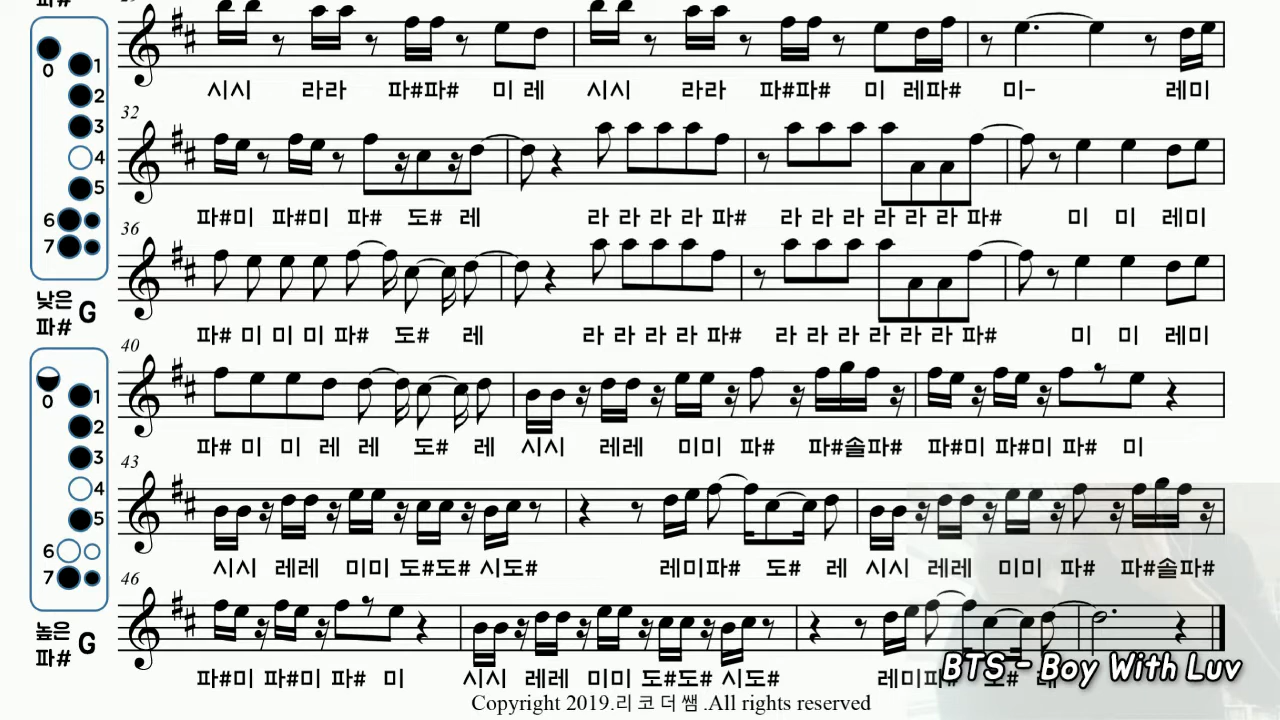 파#
시시 라라 파#파# 미 레 시시 라라 파#파# 미 레파# 미- 레미
0
1
2
3
4
5
6
7
낮은 파# G
32
파#미 파#미 파# 도# 레 라 라 라 라 파# 라 라 라 라 라 라 파# 미 미 레미
36
파# 미 미 미 파# 도# 레 라 라 라 라 파# 라 라 라 라 라 라 파# 미 미 레미
40
파# 미 미 레 레 도# 레 시시 레레 미미 파# 파#솔파# 파#미 파#미 파# 미
0
1
2
3
4
5
6
7
높은 파# G
43
시시 레레 미미 도#도# 시도# 레미파# 도# 레 시시 레레 미미 파# 파#솔파#
46
파#미 파#미 파# 미 시시 레레 미미 도#도# 시도# 레미파# 도# 레
BTS - Boy With Luv
Copyright 2019.리코더쌤.All rights reserved